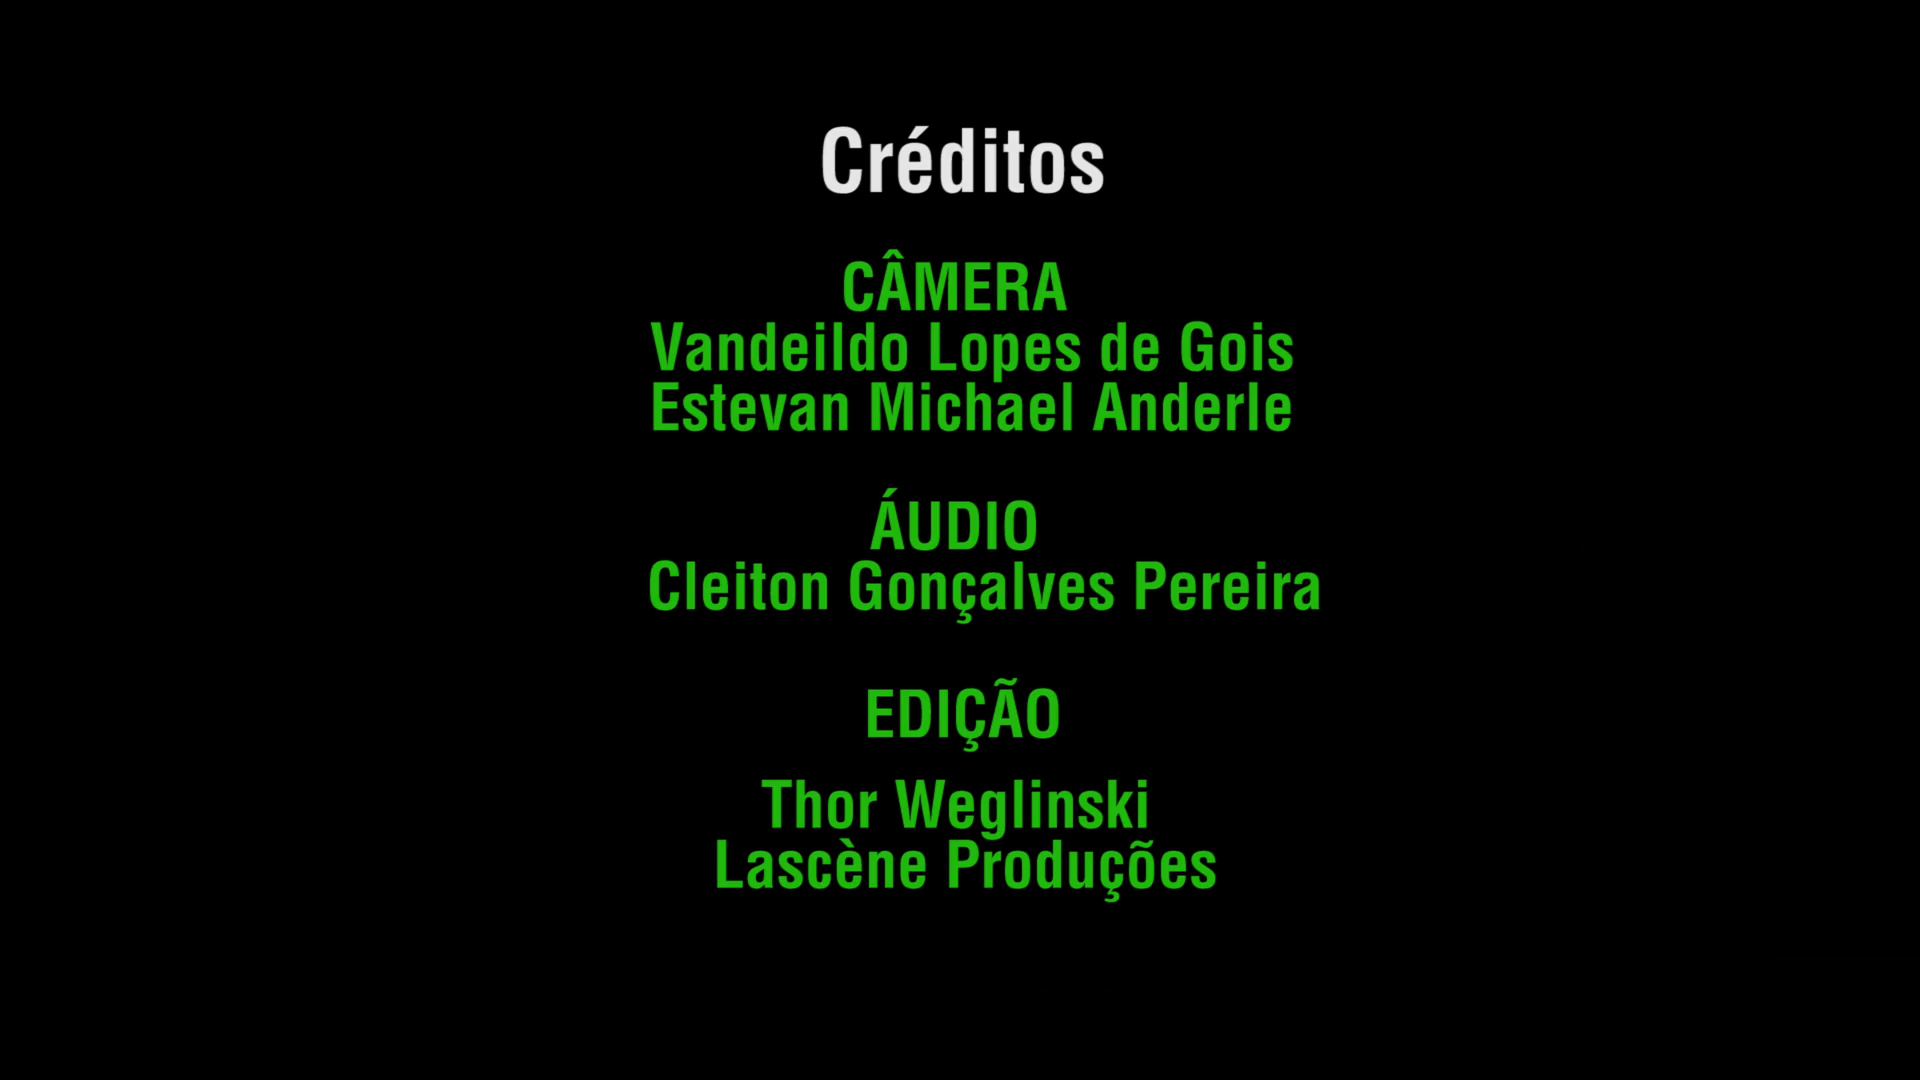 Créditos
CÂMERA
Vandeildo Lopes de Gois
Estevan Michael Anderle
ÁUDIO
Cleiton Gonçalves Pereira
EDIÇÃO
Thor Weglinski
Lascène Produções